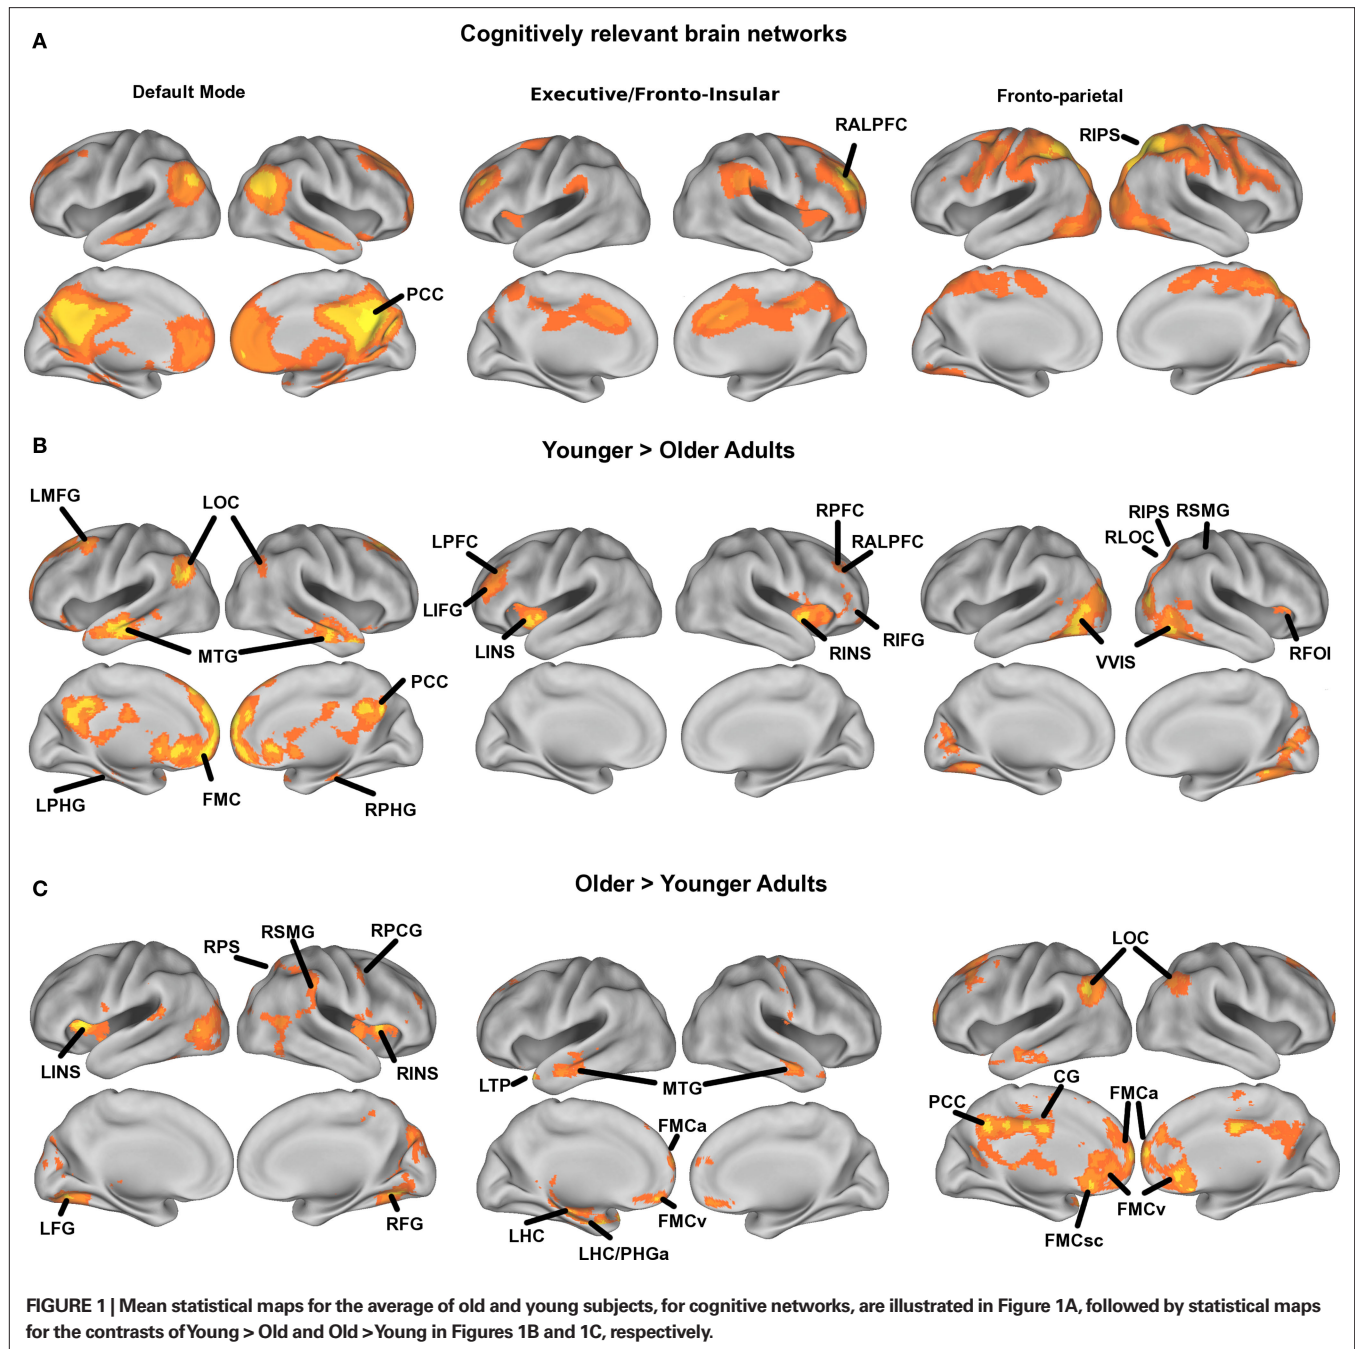 A
Cognitively relevant brain networks
Default Mode
Executive/Fronto-Insular
Fronto-parietal
RALPFC
RIPS
PCC
B
Younger > Older Adults
LMFG
LOC
MTG
PCC
LPHG
FMC
RPHG
LPFC
LIFG
LINS
RPFC
RALPFC
RINS
RIFG
RIPS
RSMG
RLOC
VVIS
RFOI
C
Older > Younger Adults
RPS
RSMG
RPCG
LINS
RINS
LFG
RFG
LTP
MTG
FMCa
FMCv
LHC
LHC/PHGa
LOC
PCC
CG
FMCa
FMCv
FMCsc
FIGURE 1 | Mean statistical maps for the average of old and young subjects, for cognitive networks, are illustrated in Figure 1A, followed by statistical maps
for the contrasts of Young > Old and Old > Young in Figures 1B and 1C, respectively.